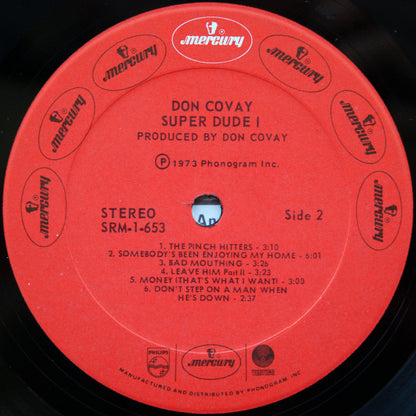 mercury
mercury
mercury
mercury
mercury
mercury
mercury
DON COVAY
SUPER DUDE I
PRODUCED BY DON COVAY
Ⓟ 1973 Phonogram Inc.
STEREO
SRM-1-653
Side 2
1. THE PINCH HITTERS - 3:10
2. SOMEBODY'S BEEN ENJOYING MY HOME - 6:01
3. BAD MOUTHING - 3:26
4. LEAVE HIM Part II - 3:23
5. MONEY (THAT'S WHAT I WANT) - 3:00
6. DON'T STEP ON A MAN WHEN
HE'S DOWN - 2:37
PHILIPS
mercury
VERTIGO
MANUFACTURED AND DISTRIBUTED BY PHONOGRAM, INC.